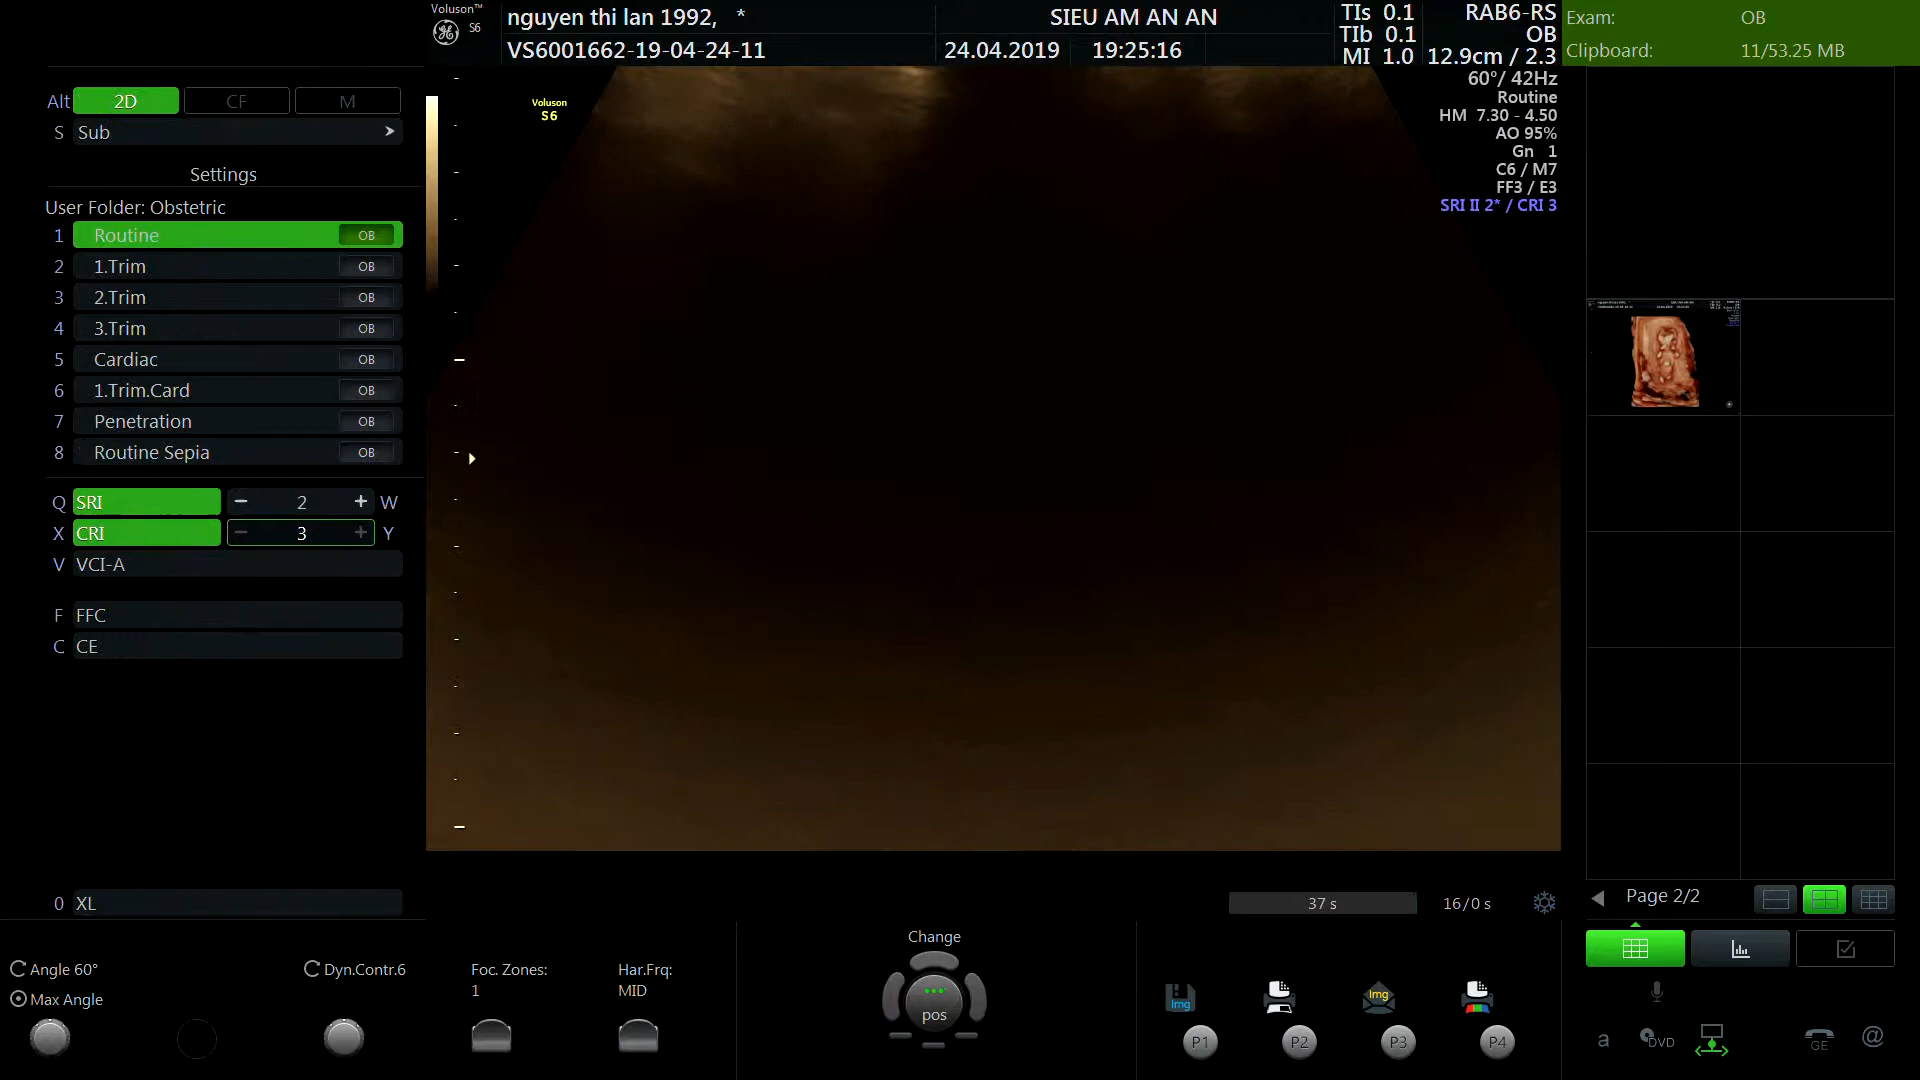 Voluson™
S6
nguyen thi lan 1992, *
SIEU AM AN AN
TIs 0.1
RAB6-RS
TIb 0.1
OB
VS6001662-19-04-24-11
24.04.2019
19:25:16
MI 1.0
12.9cm / 2.3
Exam: OB
Clipboard: 11/53.25 MB
60°/ 42Hz
Routine
HM 7.30 - 4.50
AO 95%
Gn 1
C6 / M7
FF3 / E3
SRI II 2* / CRI 3
Voluson
S6
Alt 2D CF M
S Sub >
Settings
User Folder: Obstetric
1 Routine OB
2 1.Trim OB
3 2.Trim OB
4 3.Trim OB
5 Cardiac OB
6 1.Trim.Card OB
7 Penetration OB
8 Routine Sepia OB
Q SRI − 2 + W
X CRI − 3 + Y
V VCI-A
F FFC
C CE
0 XL
37 s
16/0 s
Page 2/2
Angle 60°
Max Angle
Dyn.Contr.6
Foc. Zones:
1
Har.Frq:
MID
Change
pos
Img
Img
P1
P2
P3
P4
a
DVD
GE
@